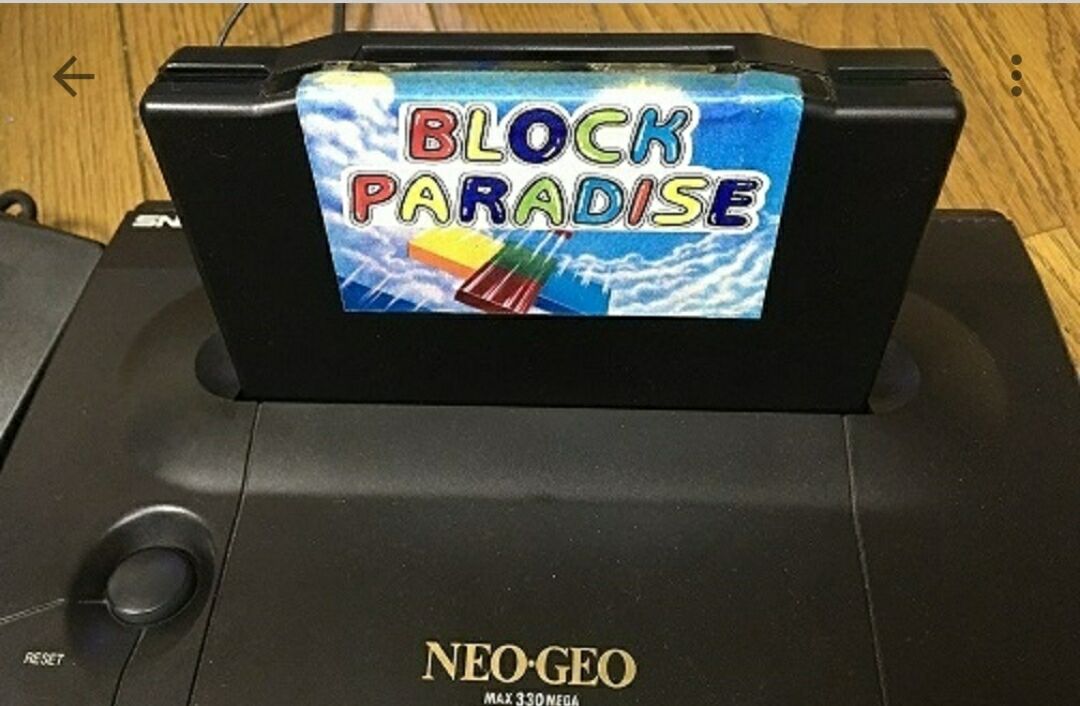 BLOCK
PARADISE
RESET
NEO·GEO
MAX 330 MEGA